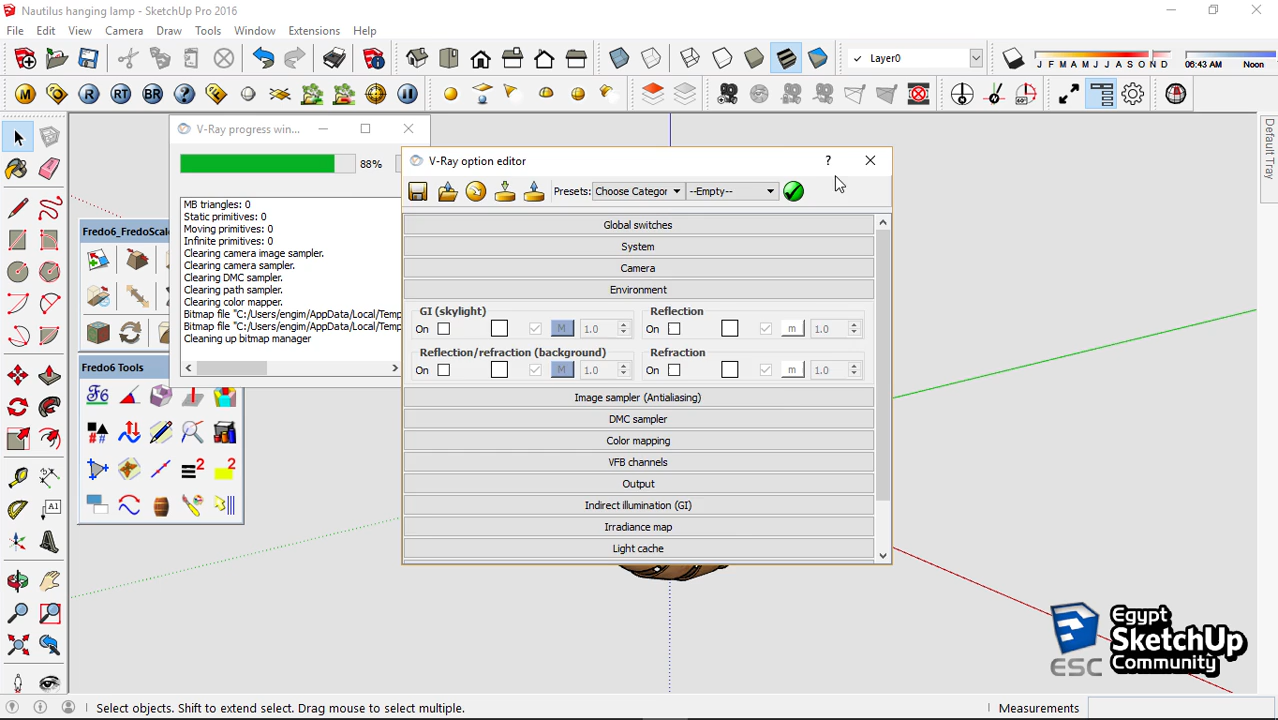 Nautilus hanging lamp - SketchUp Pro 2016
File Edit View Camera Draw Tools Window Extensions Help
Layer0
J F M A M J J A S O N D
06:43 AM Noon
M R RT BR
V-Ray progress win...
88%
MB triangles: 0
Static primitives: 0
Moving primitives: 0
Infinite primitives: 0
Clearing camera image sampler.
Clearing camera sampler.
Clearing DMC sampler.
Clearing path sampler.
Clearing color mapper.
Bitmap file "C:/Users/engim/AppData/Local/Temp
Bitmap file "C:/Users/engim/AppData/Local/Temp
Cleaning up bitmap manager
Fredo6_FredoScale
Fredo6 Tools
V-Ray option editor
Presets: Choose Categor --Empty--
Global switches
System
Camera
Environment
GI (skylight)
On M 1.0
Reflection
On m 1.0
Reflection/refraction (background)
On M 1.0
Refraction
On m 1.0
Image sampler (Antialiasing)
DMC sampler
Color mapping
VFB channels
Output
Indirect illumination (GI)
Irradiance map
Light cache
Default Tray
Egypt
SketchUp
Community
ESC
Select objects. Shift to extend select. Drag mouse to select multiple.
Measurements